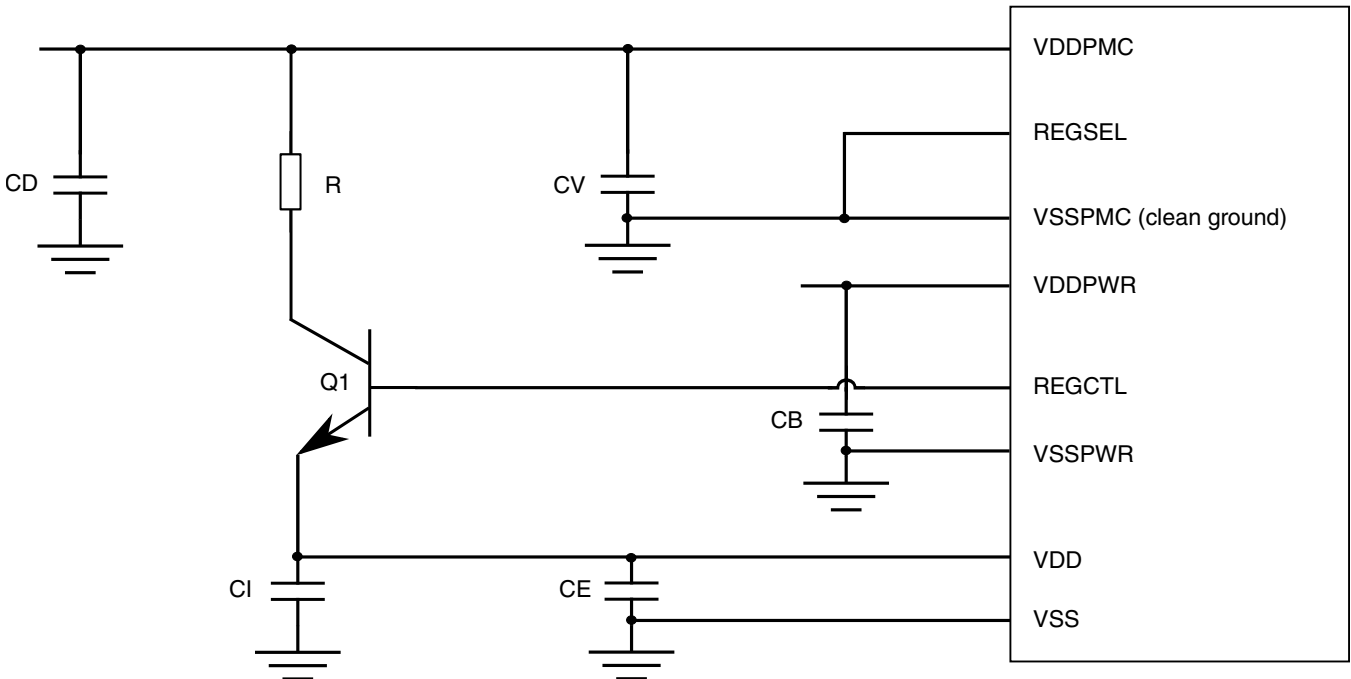 VDDPMC
REGSEL
CD
R
CV
VSSPMC (clean ground)
VDDPWR
Q1
REGCTL
CB
VSSPWR
VDD
CI
CE
VSS